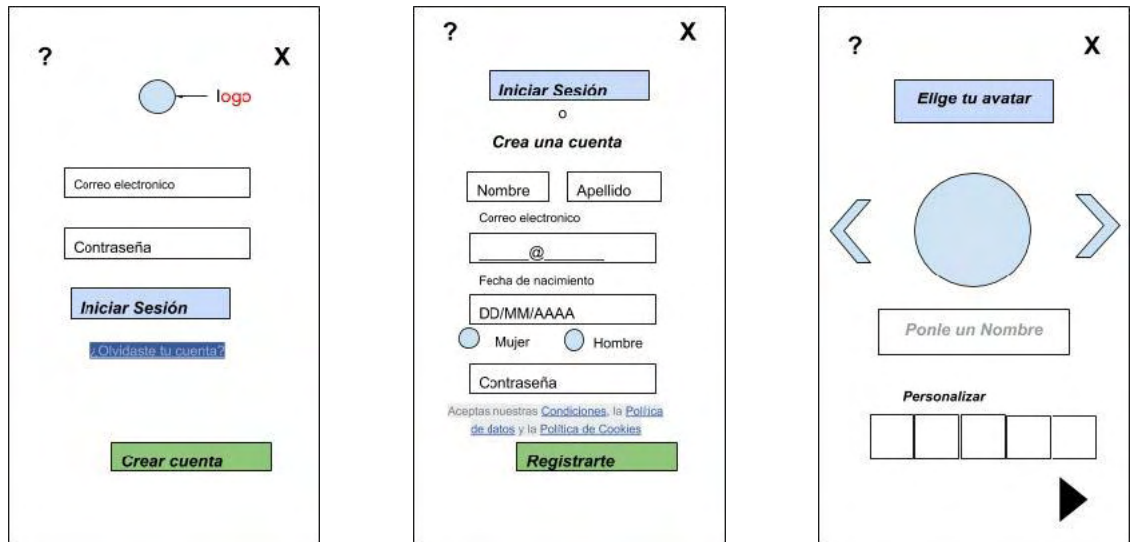 ?
X
logo
Correo electronico
Contraseña
Iniciar Sesión
¿Olvidaste tu cuenta?
Crear cuenta
?
X
Iniciar Sesión
o
Crea una cuenta
Nombre Apellido
Correo electronico
______@_______
Fecha de nacimiento
DD/MM/AAAA
Mujer Hombre
Contraseña
Aceptas nuestras Condiciones, la Política
de datos y la Política de Cookies
Registrarte
?
X
Elige tu avatar
Ponle un Nombre
Personalizar